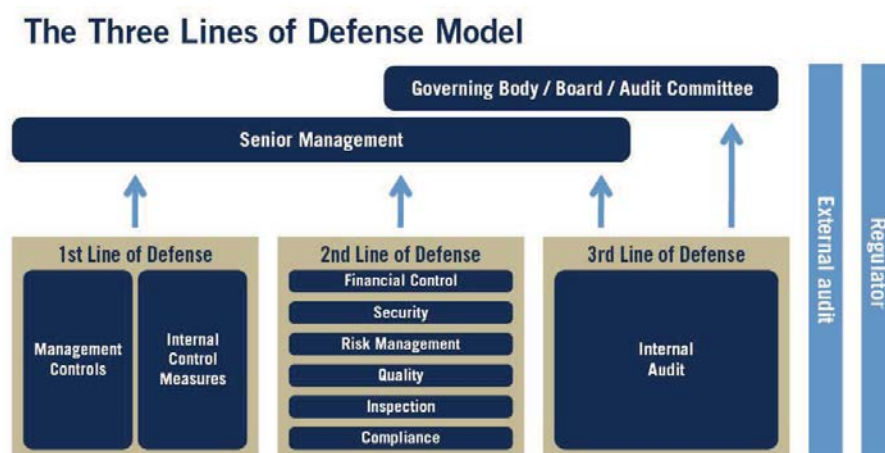 The Three Lines of Defense Model
Governing Body / Board / Audit Committee
Senior Management
1st Line of Defense
Management
Controls
Internal
Control
Measures
2nd Line of Defense
Financial Control
Security
Risk Management
Quality
Inspection
Compliance
3rd Line of Defense
Internal
Audit
External audit
Regulator